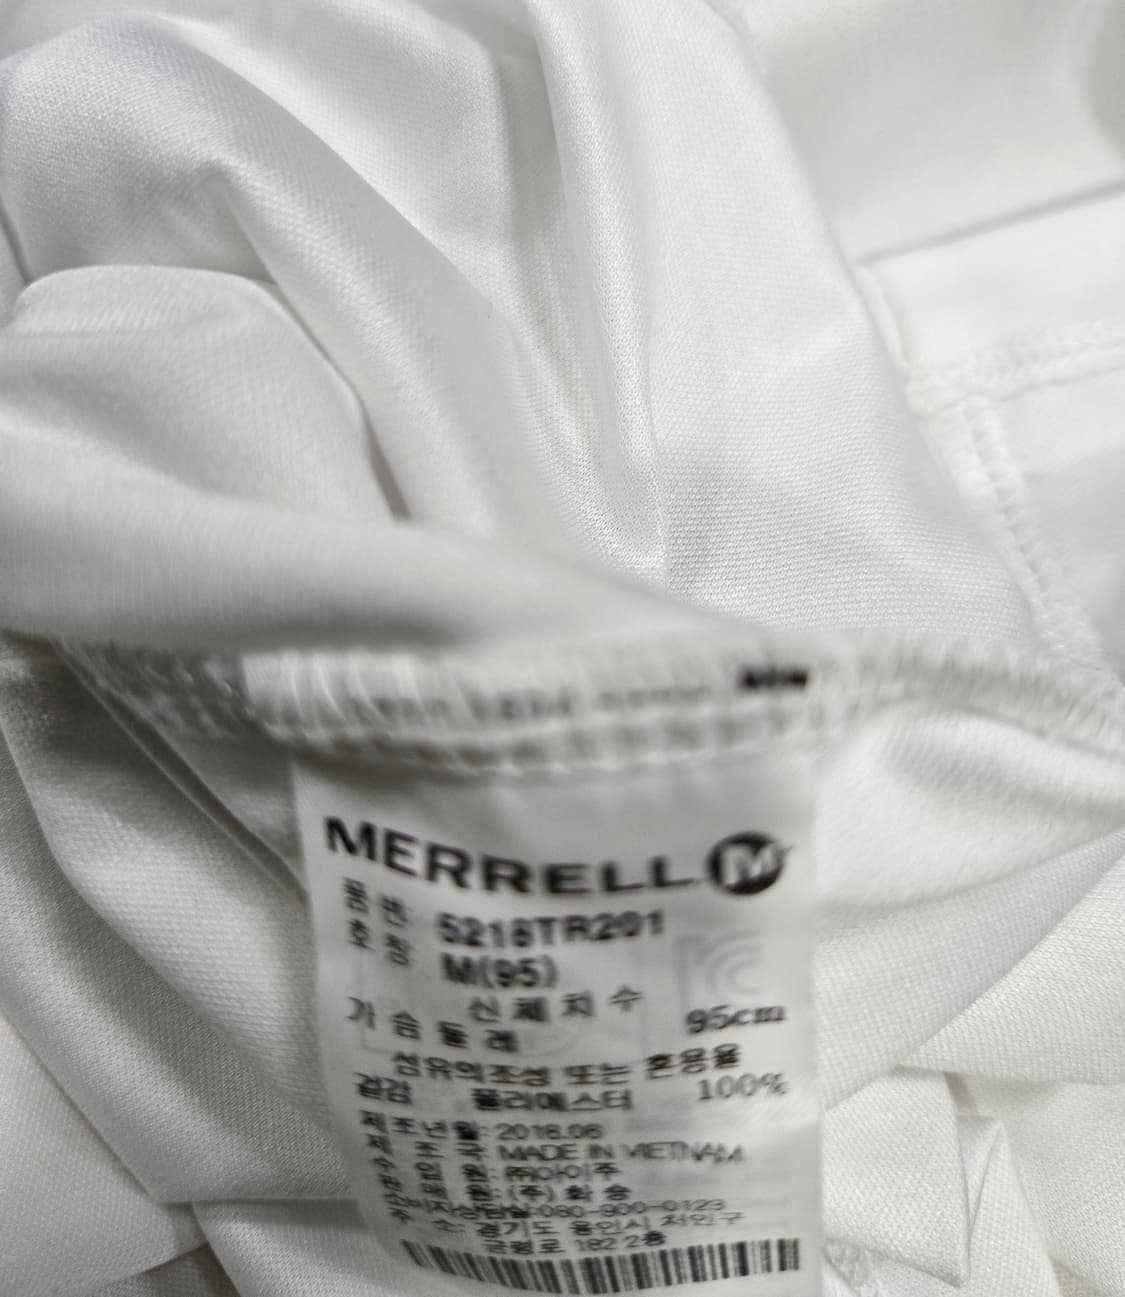 MERRELL M
품 번 5218TR201
호 칭 M(95)
신 체 치 수
가 슴 둘 레 95cm
섬유의조성 또는 혼용율
겉감 폴리에스터 100%
제조년월: 2018.06
제 조 국 MADE IN VIETNAM
수 입 원: ㈜아이주
판 매 원: (주) 화 승
소비자상담실:080-900-0123
주 소: 경기도 용인시 처인구
182 2층